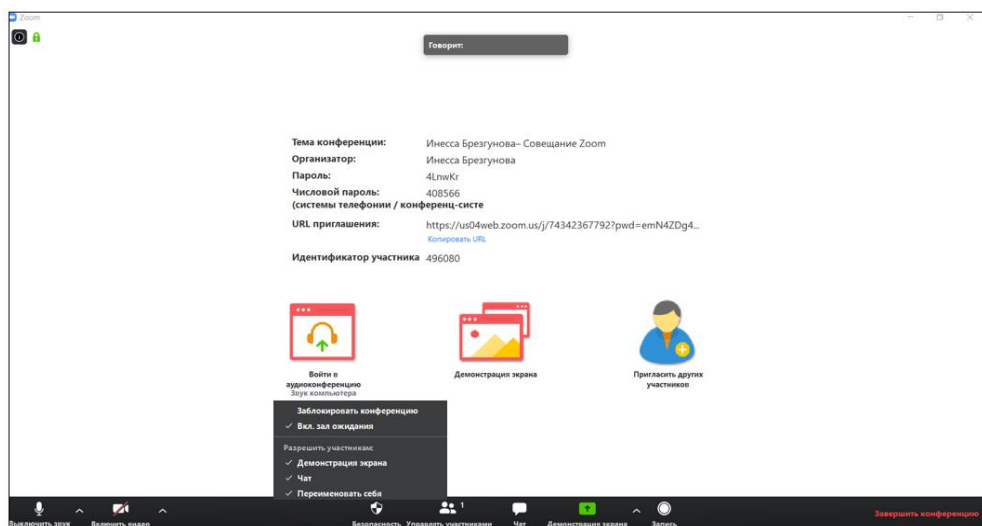 Zoom
Говорит:
Тема конференции: Инесса Брезгунова– Совещание Zoom
Организатор: Инесса Брезгунова
Пароль: 4LnwKr
Числовой пароль: 408566
(системы телефонии / конференц-систе
URL приглашения: https://us04web.zoom.us/j/74342367792?pwd=emN4ZDg4...
Копировать URL
Идентификатор участника 496080
Войти в
аудиоконференцию
Звук компьютера
Демонстрация экрана
Пригласить других
участников
Заблокировать конференцию
✓ Вкл. зал ожидания
Разрешить участникам:
✓ Демонстрация экрана
✓ Чат
✓ Переименовать себя
1
Выключить звук Включить видео Безопасность Управлять участниками Чат Демонстрация экрана Запись Завершить конференцию